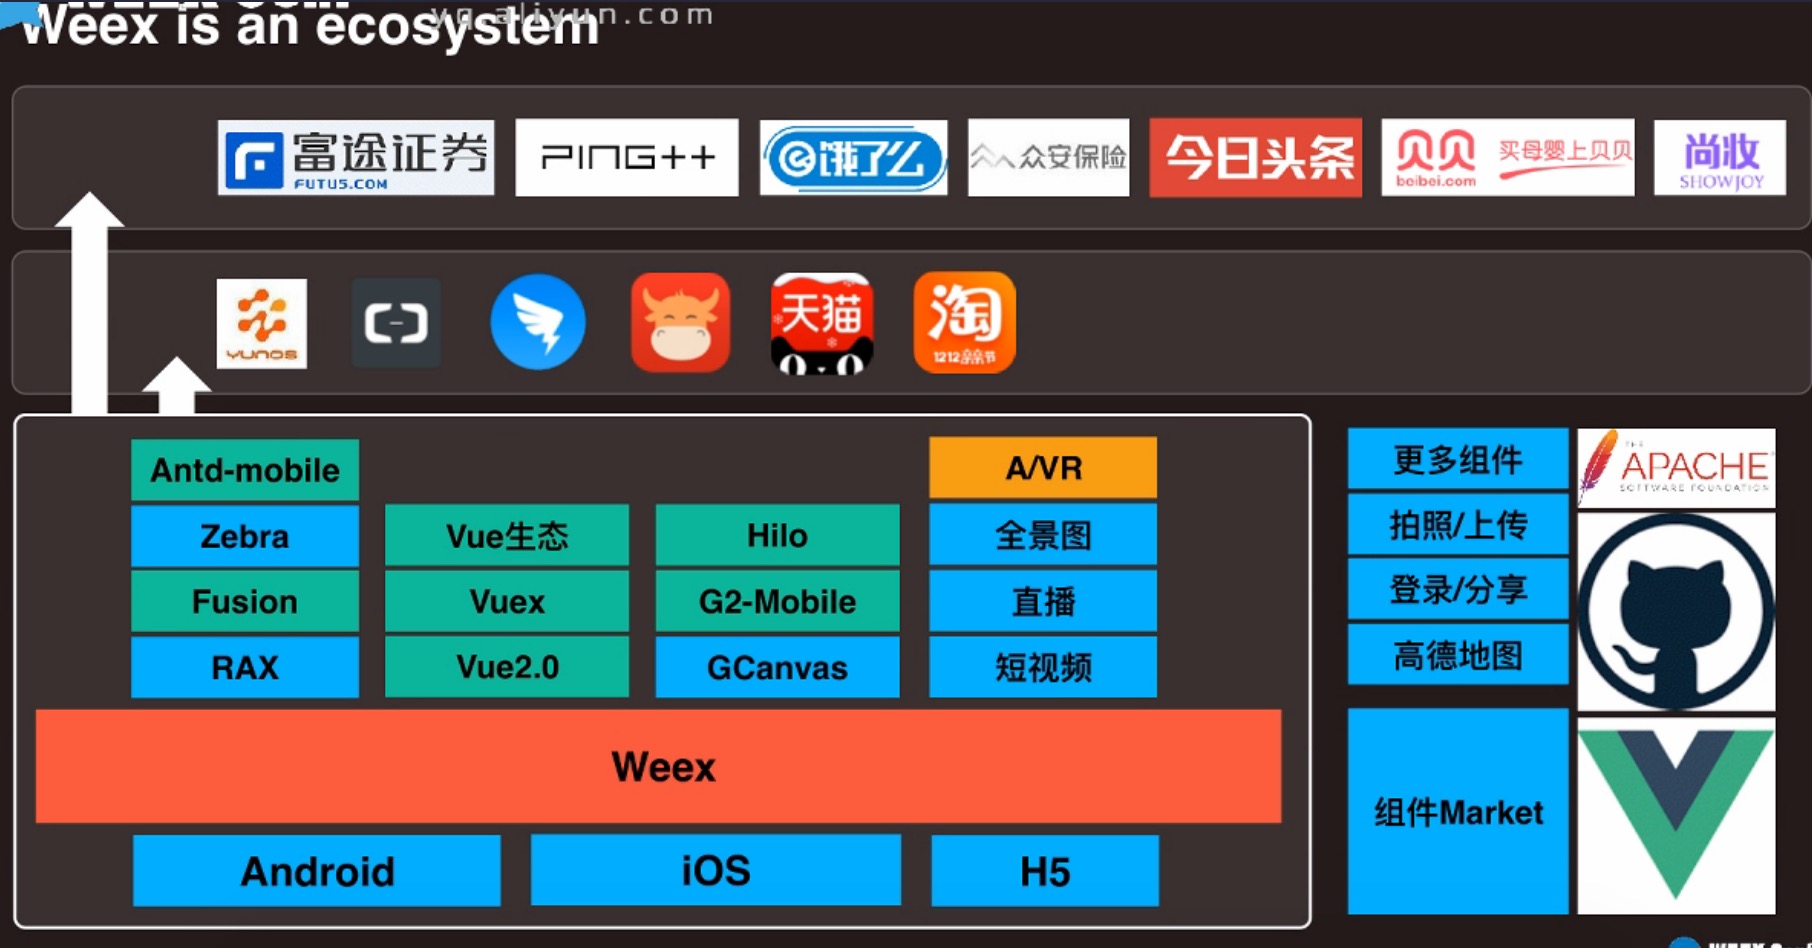 yq.aliyun.com
Weex is an ecosystem
富途证券
FUTU5.COM
PING++
饿了么
众安保险
今日头条
贝贝
beibei.com
买母婴上贝贝
尚妆
SHOWJOY
YUNOS
天猫
淘
1212亲亲节
Antd-mobile
A/VR
Zebra
Vue生态
Hilo
全景图
Fusion
Vuex
G2-Mobile
直播
RAX
Vue2.0
GCanvas
短视频
Weex
Android
iOS
H5
更多组件
拍照/上传
登录/分享
高德地图
组件Market
THE
APACHE
SOFTWARE FOUNDATION